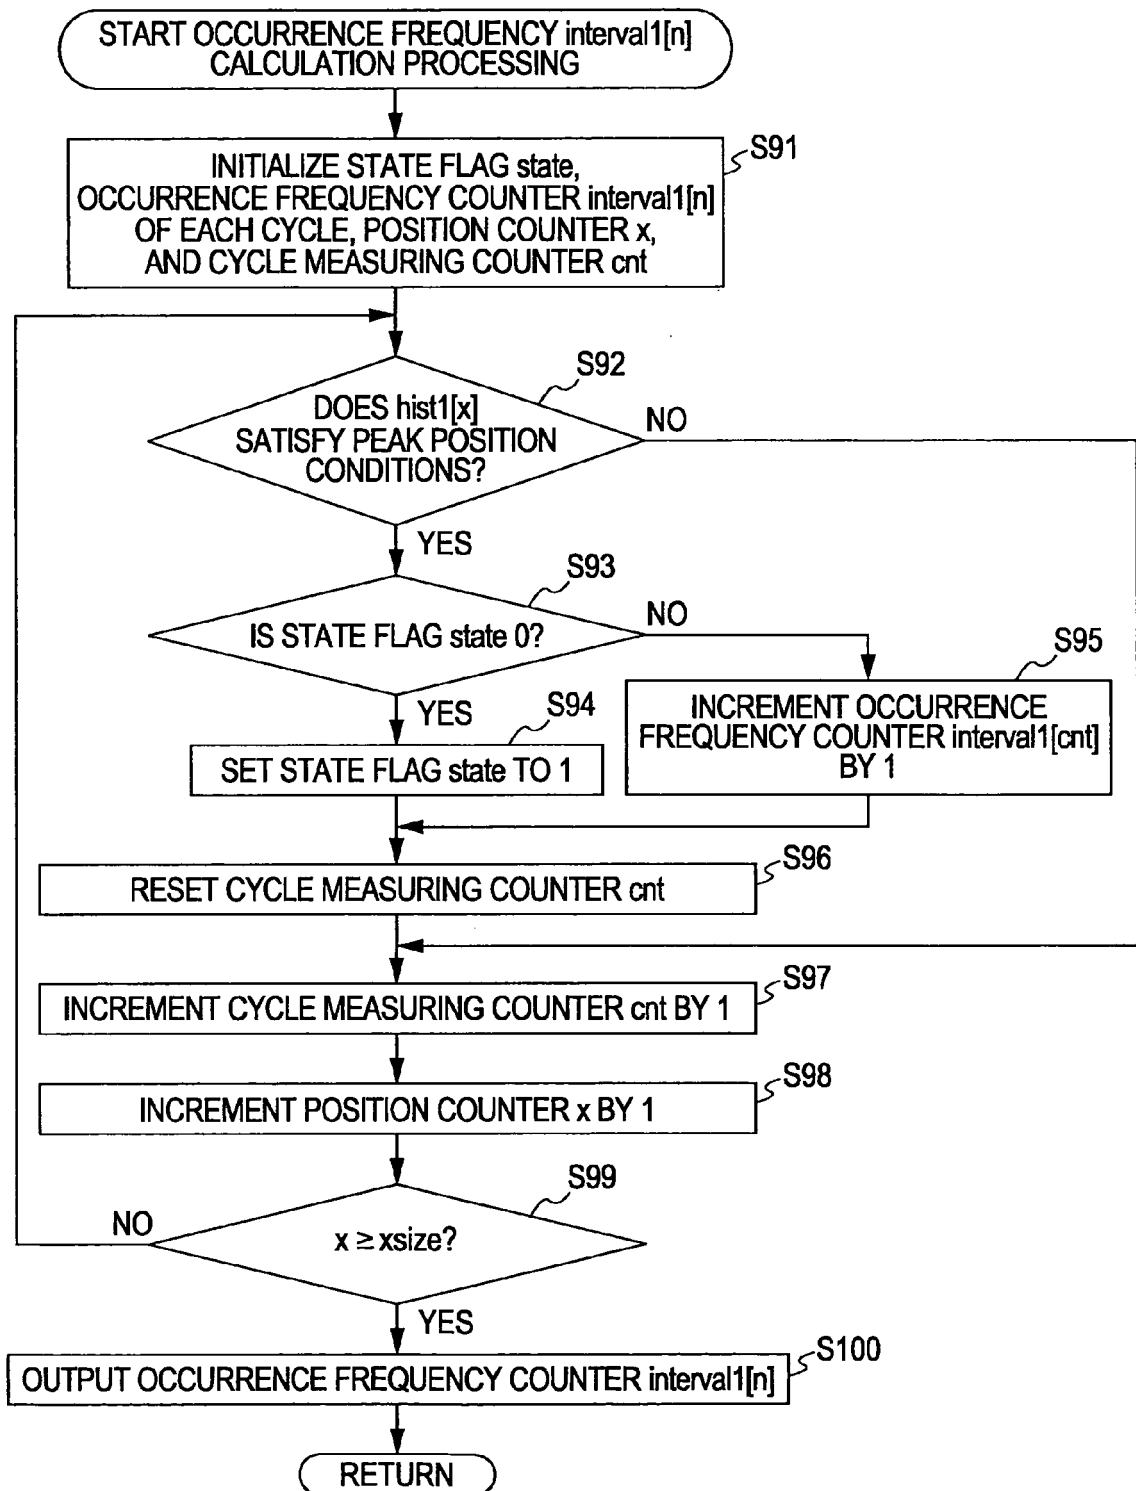 START OCCURRENCE FREQUENCY interval1[n]
CALCULATION PROCESSING
S91
INITIALIZE STATE FLAG state,
OCCURRENCE FREQUENCY COUNTER interval1[n]
OF EACH CYCLE, POSITION COUNTER x,
AND CYCLE MEASURING COUNTER cnt
S92
DOES hist1[x]
SATISFY PEAK POSITION
CONDITIONS?
NO
YES
S93
IS STATE FLAG state 0?
NO
YES
S94
SET STATE FLAG state TO 1
S95
INCREMENT OCCURRENCE
FREQUENCY COUNTER interval1[cnt]
BY 1
S96
RESET CYCLE MEASURING COUNTER cnt
S97
INCREMENT CYCLE MEASURING COUNTER cnt BY 1
S98
INCREMENT POSITION COUNTER x BY 1
S99
NO
x ≥ xsize?
YES
S100
OUTPUT OCCURRENCE FREQUENCY COUNTER interval1[n]
RETURN